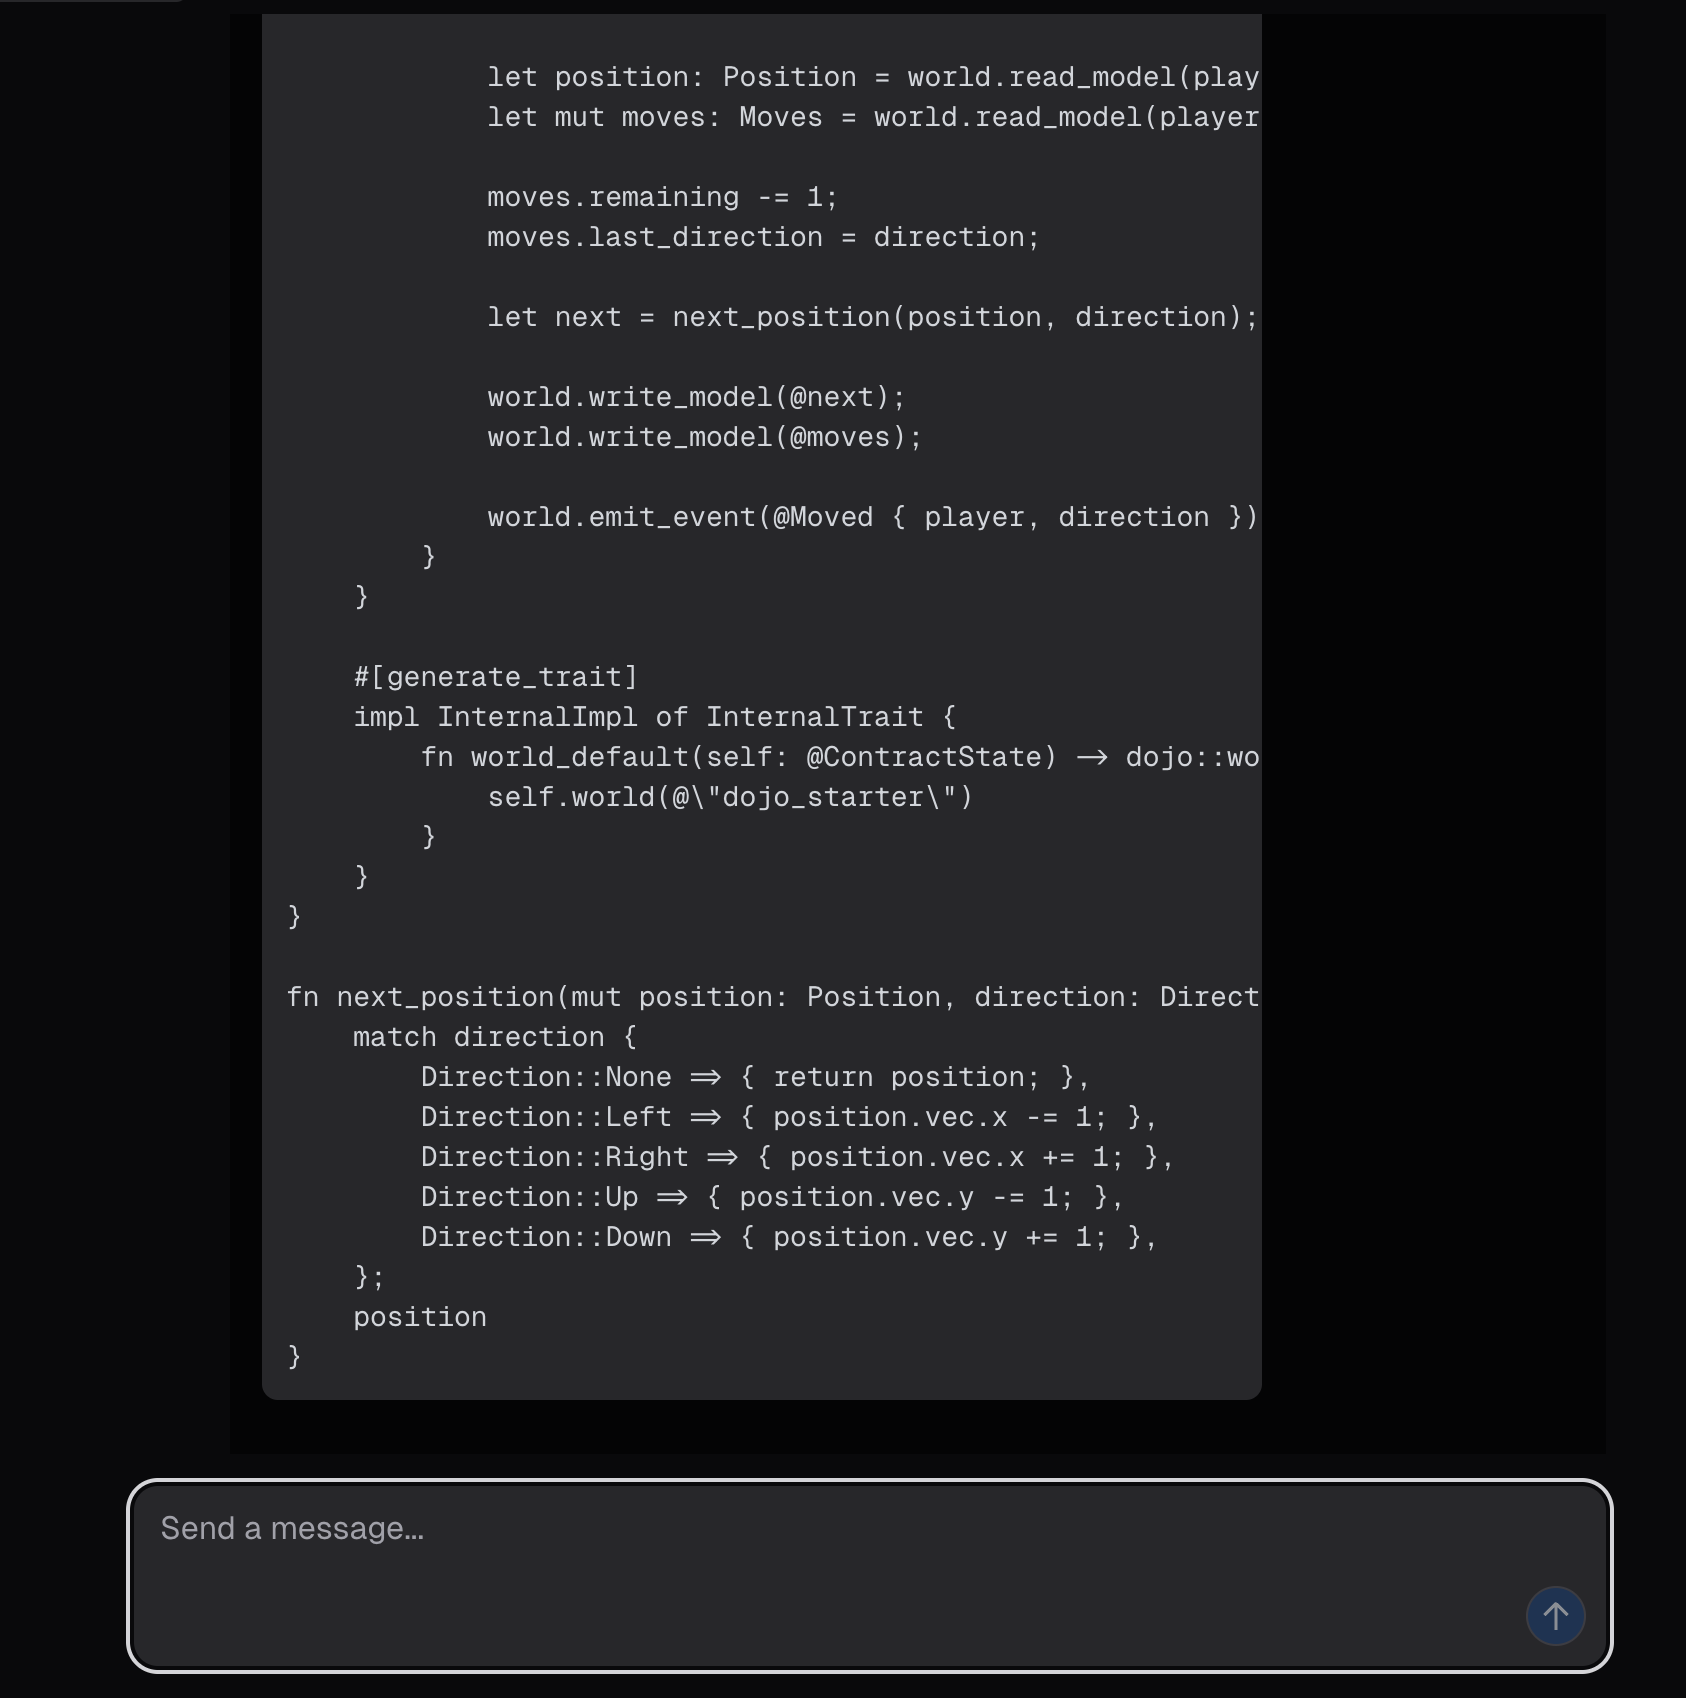 let position: Position = world.read_model(play
let mut moves: Moves = world.read_model(player
moves.remaining -= 1;
moves.last_direction = direction;
let next = next_position(position, direction);
world.write_model(@next);
world.write_model(@moves);
world.emit_event(@Moved { player, direction })
}
}
#[generate_trait]
impl InternalImpl of InternalTrait {
fn world_default(self: @ContractState) -> dojo::wo
self.world(@\"dojo_starter\")
}
}
}
fn next_position(mut position: Position, direction: Direct
match direction {
Direction::None => { return position; },
Direction::Left => { position.vec.x -= 1; },
Direction::Right => { position.vec.x += 1; },
Direction::Up => { position.vec.y -= 1; },
Direction::Down => { position.vec.y += 1; },
};
position
}
Send a message...